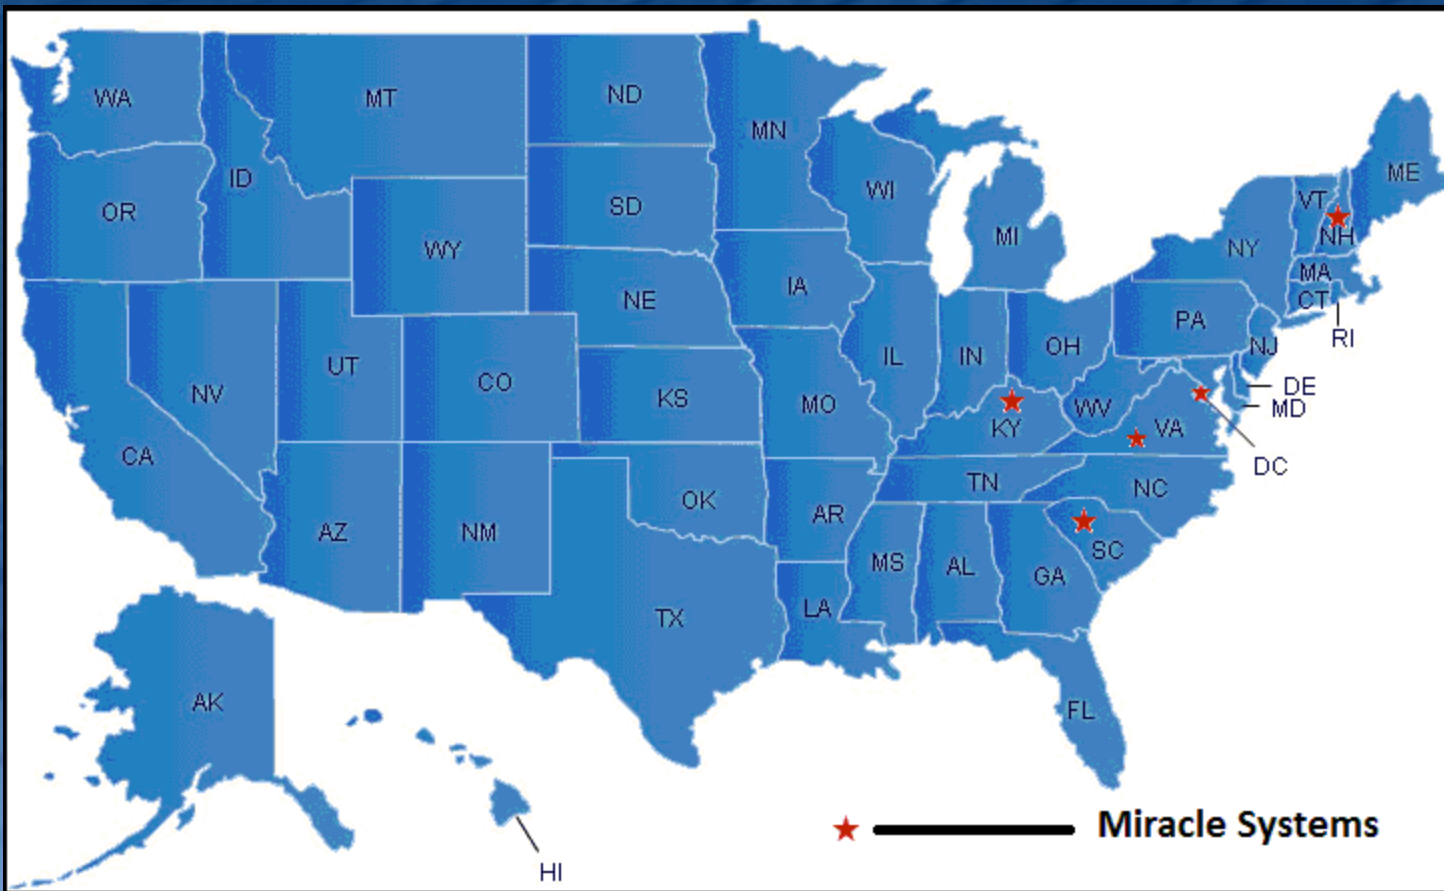 WA
MT
ND
MN
ME
ID
WI
VT
OR
SD
MI
NH
NY
WY
MA
IA
NE
CT
PA
RI
OH
NJ
IL
IN
UT
CO
DE
NV
KS
MO
WV
MD
KY
VA
CA
DC
TN
NC
OK
AR
AZ
NM
SC
MS
AL
GA
LA
TX
AK
FL
Miracle Systems
HI